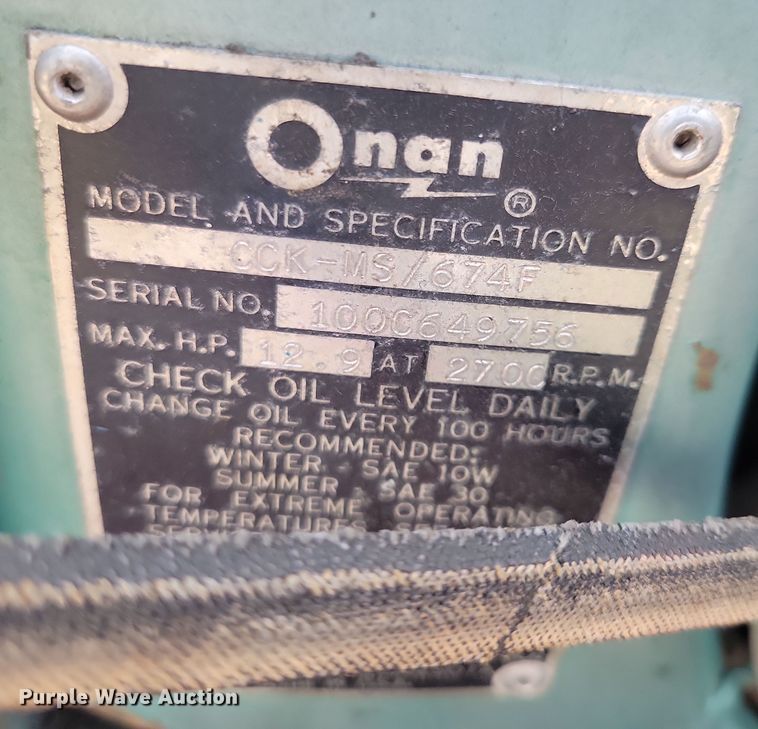 Onan ®
MODEL AND SPECIFICATION NO.
CCK-MS/674F
SERIAL NO. 100C649756
MAX. H.P. 12.9 AT 2700 R.P.M.
CHECK OIL LEVEL DAILY
CHANGE OIL EVERY 100 HOURS
RECOMMENDED:
WINTER - SAE 10W
SUMMER - SAE 30
FOR EXTREME OPERATING
TEMPERATURES
Purple Wave Auction